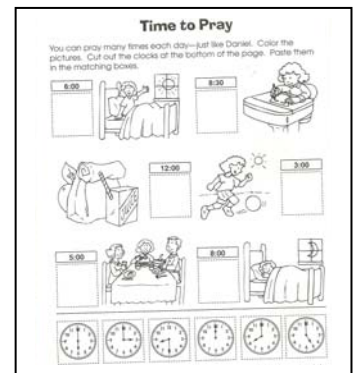 Time to Pray
You can pray many times each day—just like Daniel. Color the
pictures. Cut out the clocks at the bottom of the page. Paste them
in the matching boxes.
6:00
8:30
12:00
3:00
5:00
8:00